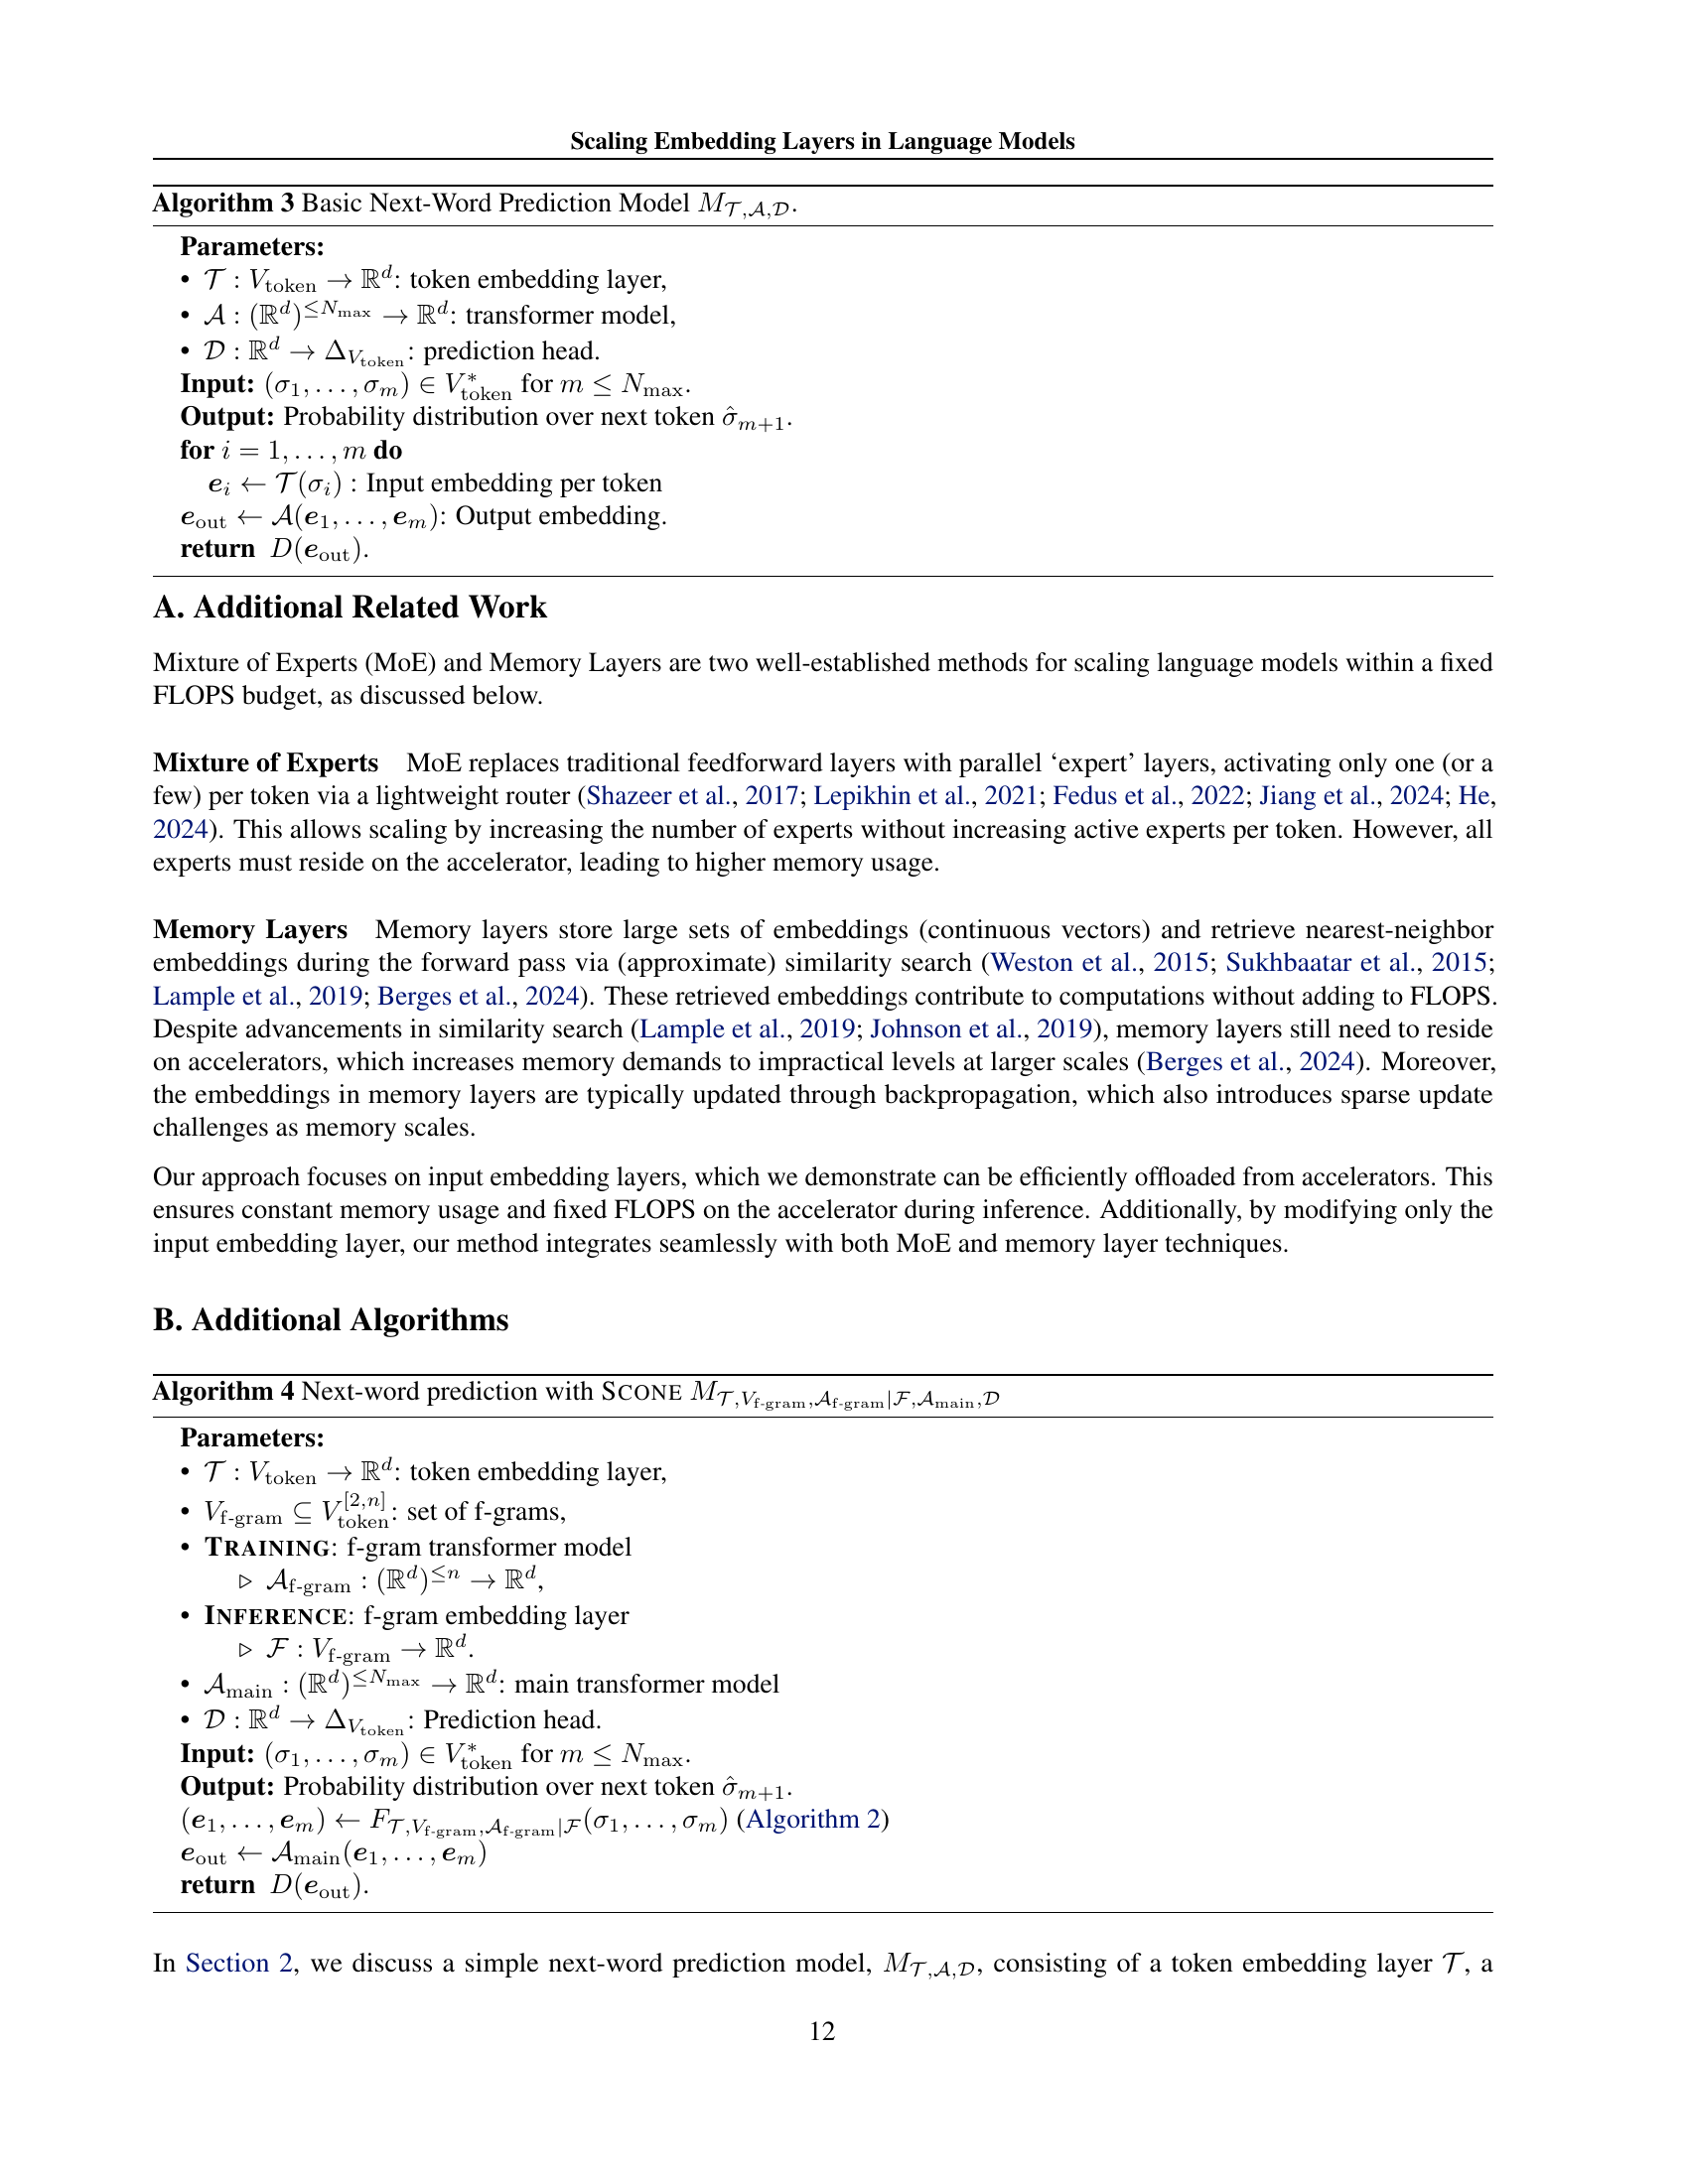 Scaling Embedding Layers in Language Models
Algorithm 3 Basic Next-Word Prediction Model $M_{\mathcal{T},\mathcal{A},\mathcal{D}}$.
Parameters:
• $\mathcal{T} : V_{\text{token}} \to \mathbb{R}^d$: token embedding layer,
• $\mathcal{A} : (\mathbb{R}^d)^{\leq N_{\max}} \to \mathbb{R}^d$: transformer model,
• $\mathcal{D} : \mathbb{R}^d \to \Delta_{V_{\text{token}}}$: prediction head.
Input: $(\sigma_1, \ldots, \sigma_m) \in V^*_{\text{token}}$ for $m \leq N_{\max}$.
Output: Probability distribution over next token $\hat{\sigma}_{m+1}$.
for $i = 1, \ldots, m$ do
$\boldsymbol{e}_i \leftarrow \mathcal{T}(\sigma_i)$ : Input embedding per token
$\boldsymbol{e}_{\text{out}} \leftarrow \mathcal{A}(\boldsymbol{e}_1, \ldots, \boldsymbol{e}_m)$: Output embedding.
return $D(\boldsymbol{e}_{\text{out}})$.
A. Additional Related Work
Mixture of Experts (MoE) and Memory Layers are two well-established methods for scaling language models within a fixed
FLOPS budget, as discussed below.
Mixture of Experts MoE replaces traditional feedforward layers with parallel ‘expert’ layers, activating only one (or a
few) per token via a lightweight router (Shazeer et al., 2017; Lepikhin et al., 2021; Fedus et al., 2022; Jiang et al., 2024; He,
2024). This allows scaling by increasing the number of experts without increasing active experts per token. However, all
experts must reside on the accelerator, leading to higher memory usage.
Memory Layers Memory layers store large sets of embeddings (continuous vectors) and retrieve nearest-neighbor
embeddings during the forward pass via (approximate) similarity search (Weston et al., 2015; Sukhbaatar et al., 2015;
Lample et al., 2019; Berges et al., 2024). These retrieved embeddings contribute to computations without adding to FLOPS.
Despite advancements in similarity search (Lample et al., 2019; Johnson et al., 2019), memory layers still need to reside
on accelerators, which increases memory demands to impractical levels at larger scales (Berges et al., 2024). Moreover,
the embeddings in memory layers are typically updated through backpropagation, which also introduces sparse update
challenges as memory scales.
Our approach focuses on input embedding layers, which we demonstrate can be efficiently offloaded from accelerators. This
ensures constant memory usage and fixed FLOPS on the accelerator during inference. Additionally, by modifying only the
input embedding layer, our method integrates seamlessly with both MoE and memory layer techniques.
B. Additional Algorithms
Algorithm 4 Next-word prediction with SCONE $M_{\mathcal{T},V_{\text{f-gram}},\mathcal{A}_{\text{f-gram}}|\mathcal{F},\mathcal{A}_{\text{main}},\mathcal{D}}$
Parameters:
• $\mathcal{T} : V_{\text{token}} \to \mathbb{R}^d$: token embedding layer,
• $V_{\text{f-gram}} \subseteq V_{\text{token}}^{[2,n]}$: set of f-grams,
• TRAINING: f-gram transformer model
▷ $\mathcal{A}_{\text{f-gram}} : (\mathbb{R}^d)^{\leq n} \to \mathbb{R}^d$,
• INFERENCE: f-gram embedding layer
▷ $\mathcal{F} : V_{\text{f-gram}} \to \mathbb{R}^d$.
• $\mathcal{A}_{\text{main}} : (\mathbb{R}^d)^{\leq N_{\max}} \to \mathbb{R}^d$: main transformer model
• $\mathcal{D} : \mathbb{R}^d \to \Delta_{V_{\text{token}}}$: Prediction head.
Input: $(\sigma_1, \ldots, \sigma_m) \in V^*_{\text{token}}$ for $m \leq N_{\max}$.
Output: Probability distribution over next token $\hat{\sigma}_{m+1}$.
$(\boldsymbol{e}_1, \ldots, \boldsymbol{e}_m) \leftarrow F_{\mathcal{T},V_{\text{f-gram}},\mathcal{A}_{\text{f-gram}}|\mathcal{F}}(\sigma_1, \ldots, \sigma_m)$ (Algorithm 2)
$\boldsymbol{e}_{\text{out}} \leftarrow \mathcal{A}_{\text{main}}(\boldsymbol{e}_1, \ldots, \boldsymbol{e}_m)$
return $D(\boldsymbol{e}_{\text{out}})$.
In Section 2, we discuss a simple next-word prediction model, $M_{\mathcal{T},\mathcal{A},\mathcal{D}}$, consisting of a token embedding layer $\mathcal{T}$, a
12